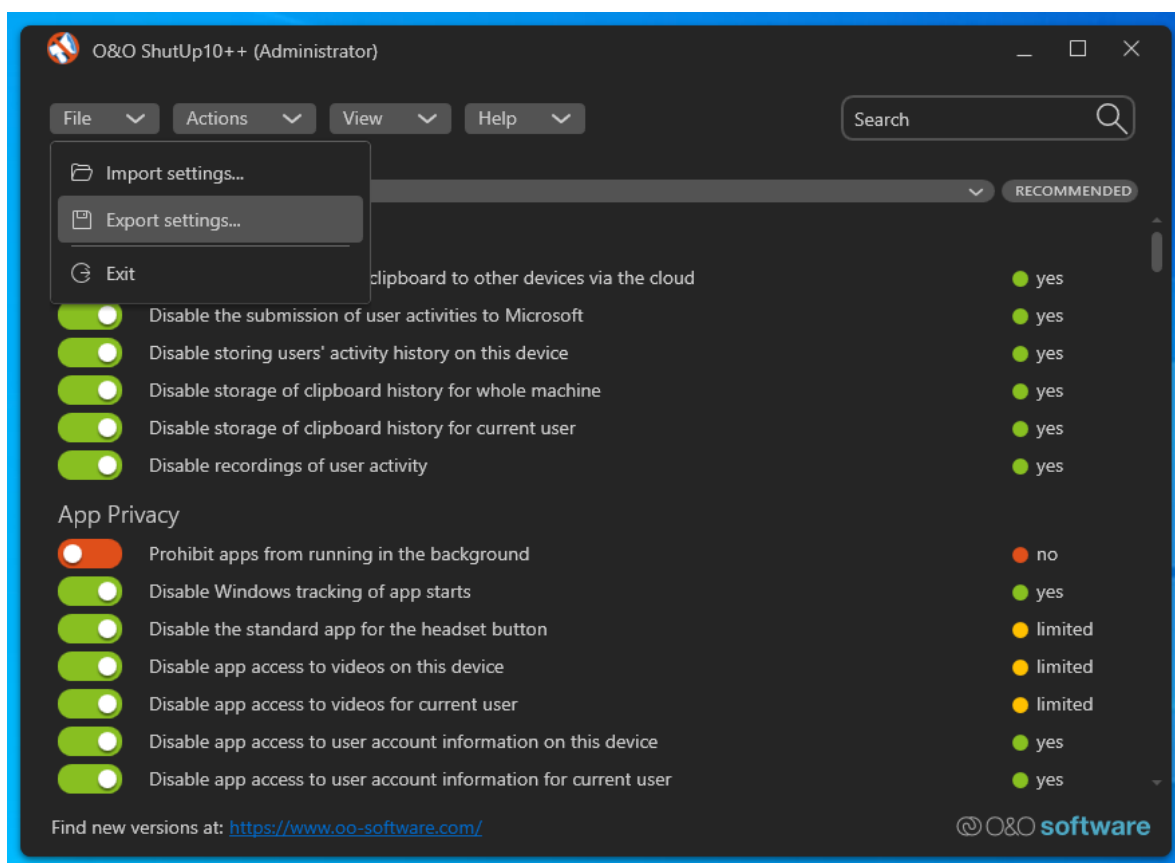 O&O ShutUp10++ (Administrator)
File Actions View Help Search
Import settings...
RECOMMENDED
Export settings...
Exit
clipboard to other devices via the cloud yes
Disable the submission of user activities to Microsoft yes
Disable storing users' activity history on this device yes
Disable storage of clipboard history for whole machine yes
Disable storage of clipboard history for current user yes
Disable recordings of user activity yes
App Privacy
Prohibit apps from running in the background no
Disable Windows tracking of app starts yes
Disable the standard app for the headset button limited
Disable app access to videos on this device limited
Disable app access to videos for current user limited
Disable app access to user account information on this device yes
Disable app access to user account information for current user yes
Find new versions at: https://www.oo-software.com/ O&O software